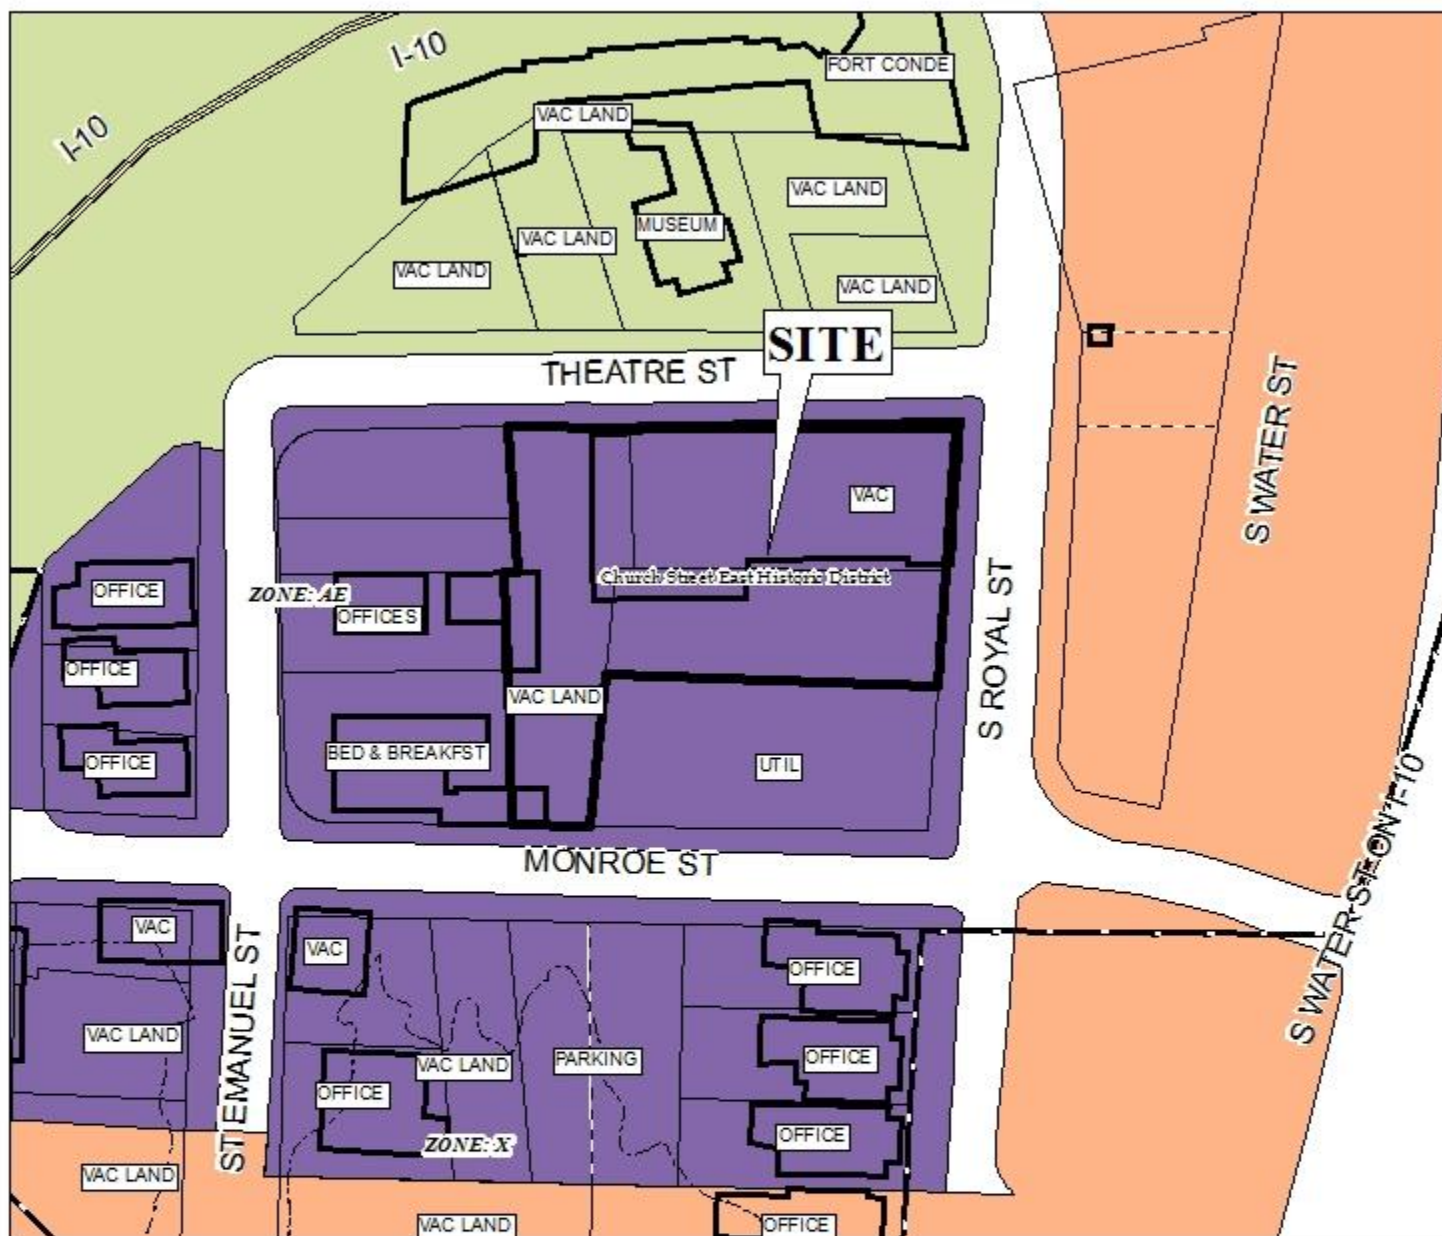 I-10
I-10
FORT CONDE
VAC LAND
VAC LAND
MUSEUM
VAC LAND
VAC LAND
VAC LAND
SITE
THEATRE ST
S WATER ST
VAC
Church Street East Historic District
OFFICE
ZONE: AE
OFFICES
S ROYAL ST
OFFICE
VAC LAND
OFFICE
BED & BREAKFST
UTIL
S WATER ST-ON I-10
MONROE ST
VAC
VAC
ST EMANUEL ST
OFFICE
VAC LAND
VAC LAND
PARKING
OFFICE
OFFICE
ZONE: X
OFFICE
VAC LAND
VAC LAND
OFFICE